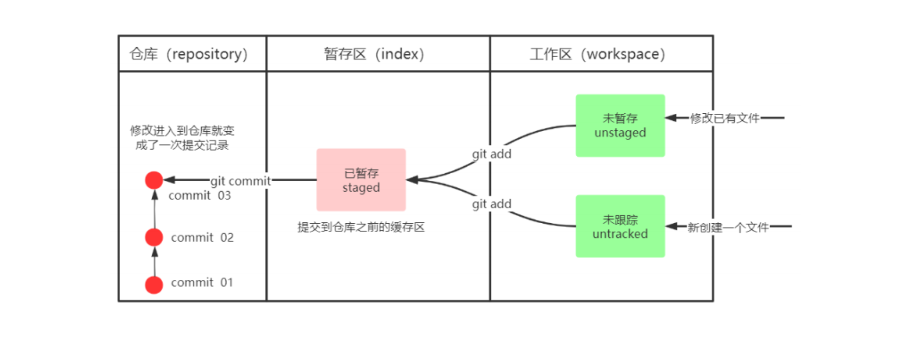 仓库（repository）
暂存区（index）
工作区（workspace）
修改进入到仓库就变
成了一次提交记录
未暂存
unstaged
修改已有文件
git add
已暂存
staged
git commit
commit 03
git add
提交到仓库之前的缓存区
未跟踪
untracked
新创建一个文件
commit 02
commit 01